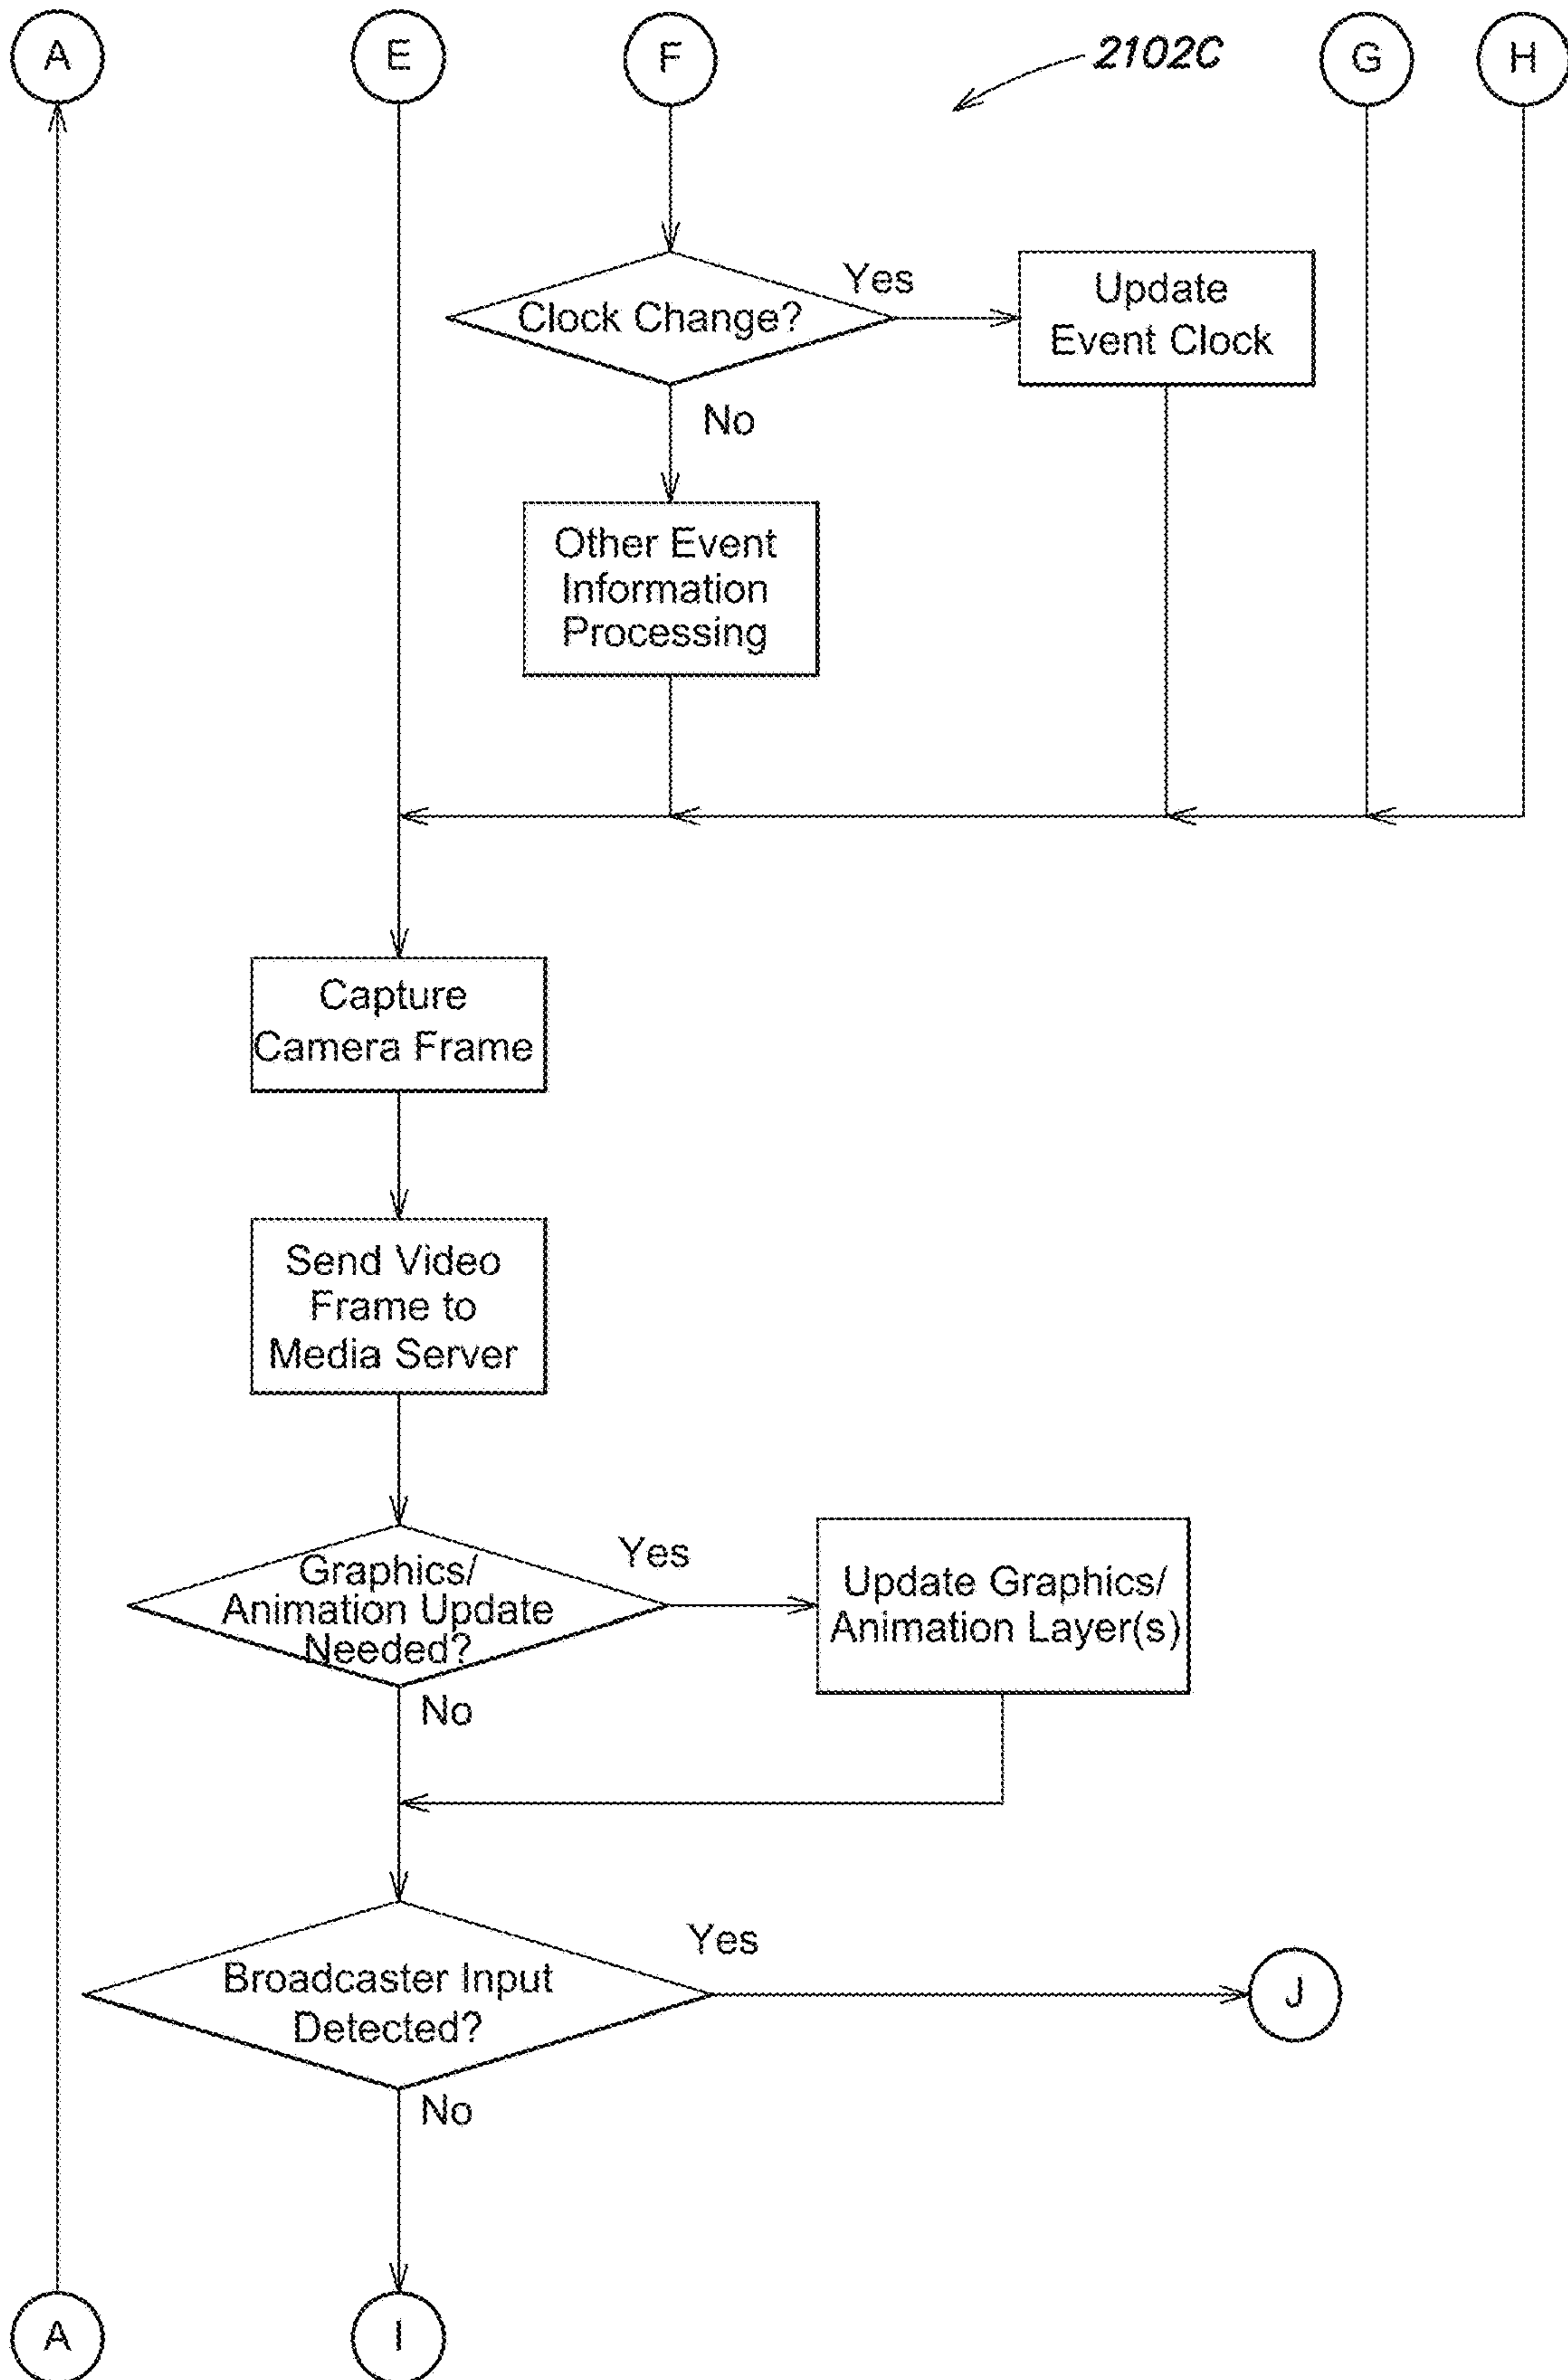 A
E
F
2102C
G
H
Clock Change?
Yes
Update
Event Clock
No
Other Event
Information
Processing
Capture
Camera Frame
Send Video
Frame to
Media Server
Graphics/
Animation Update
Needed?
Yes
Update Graphics/
Animation Layer(s)
No
Broadcaster Input
Detected?
Yes
J
No
A
I